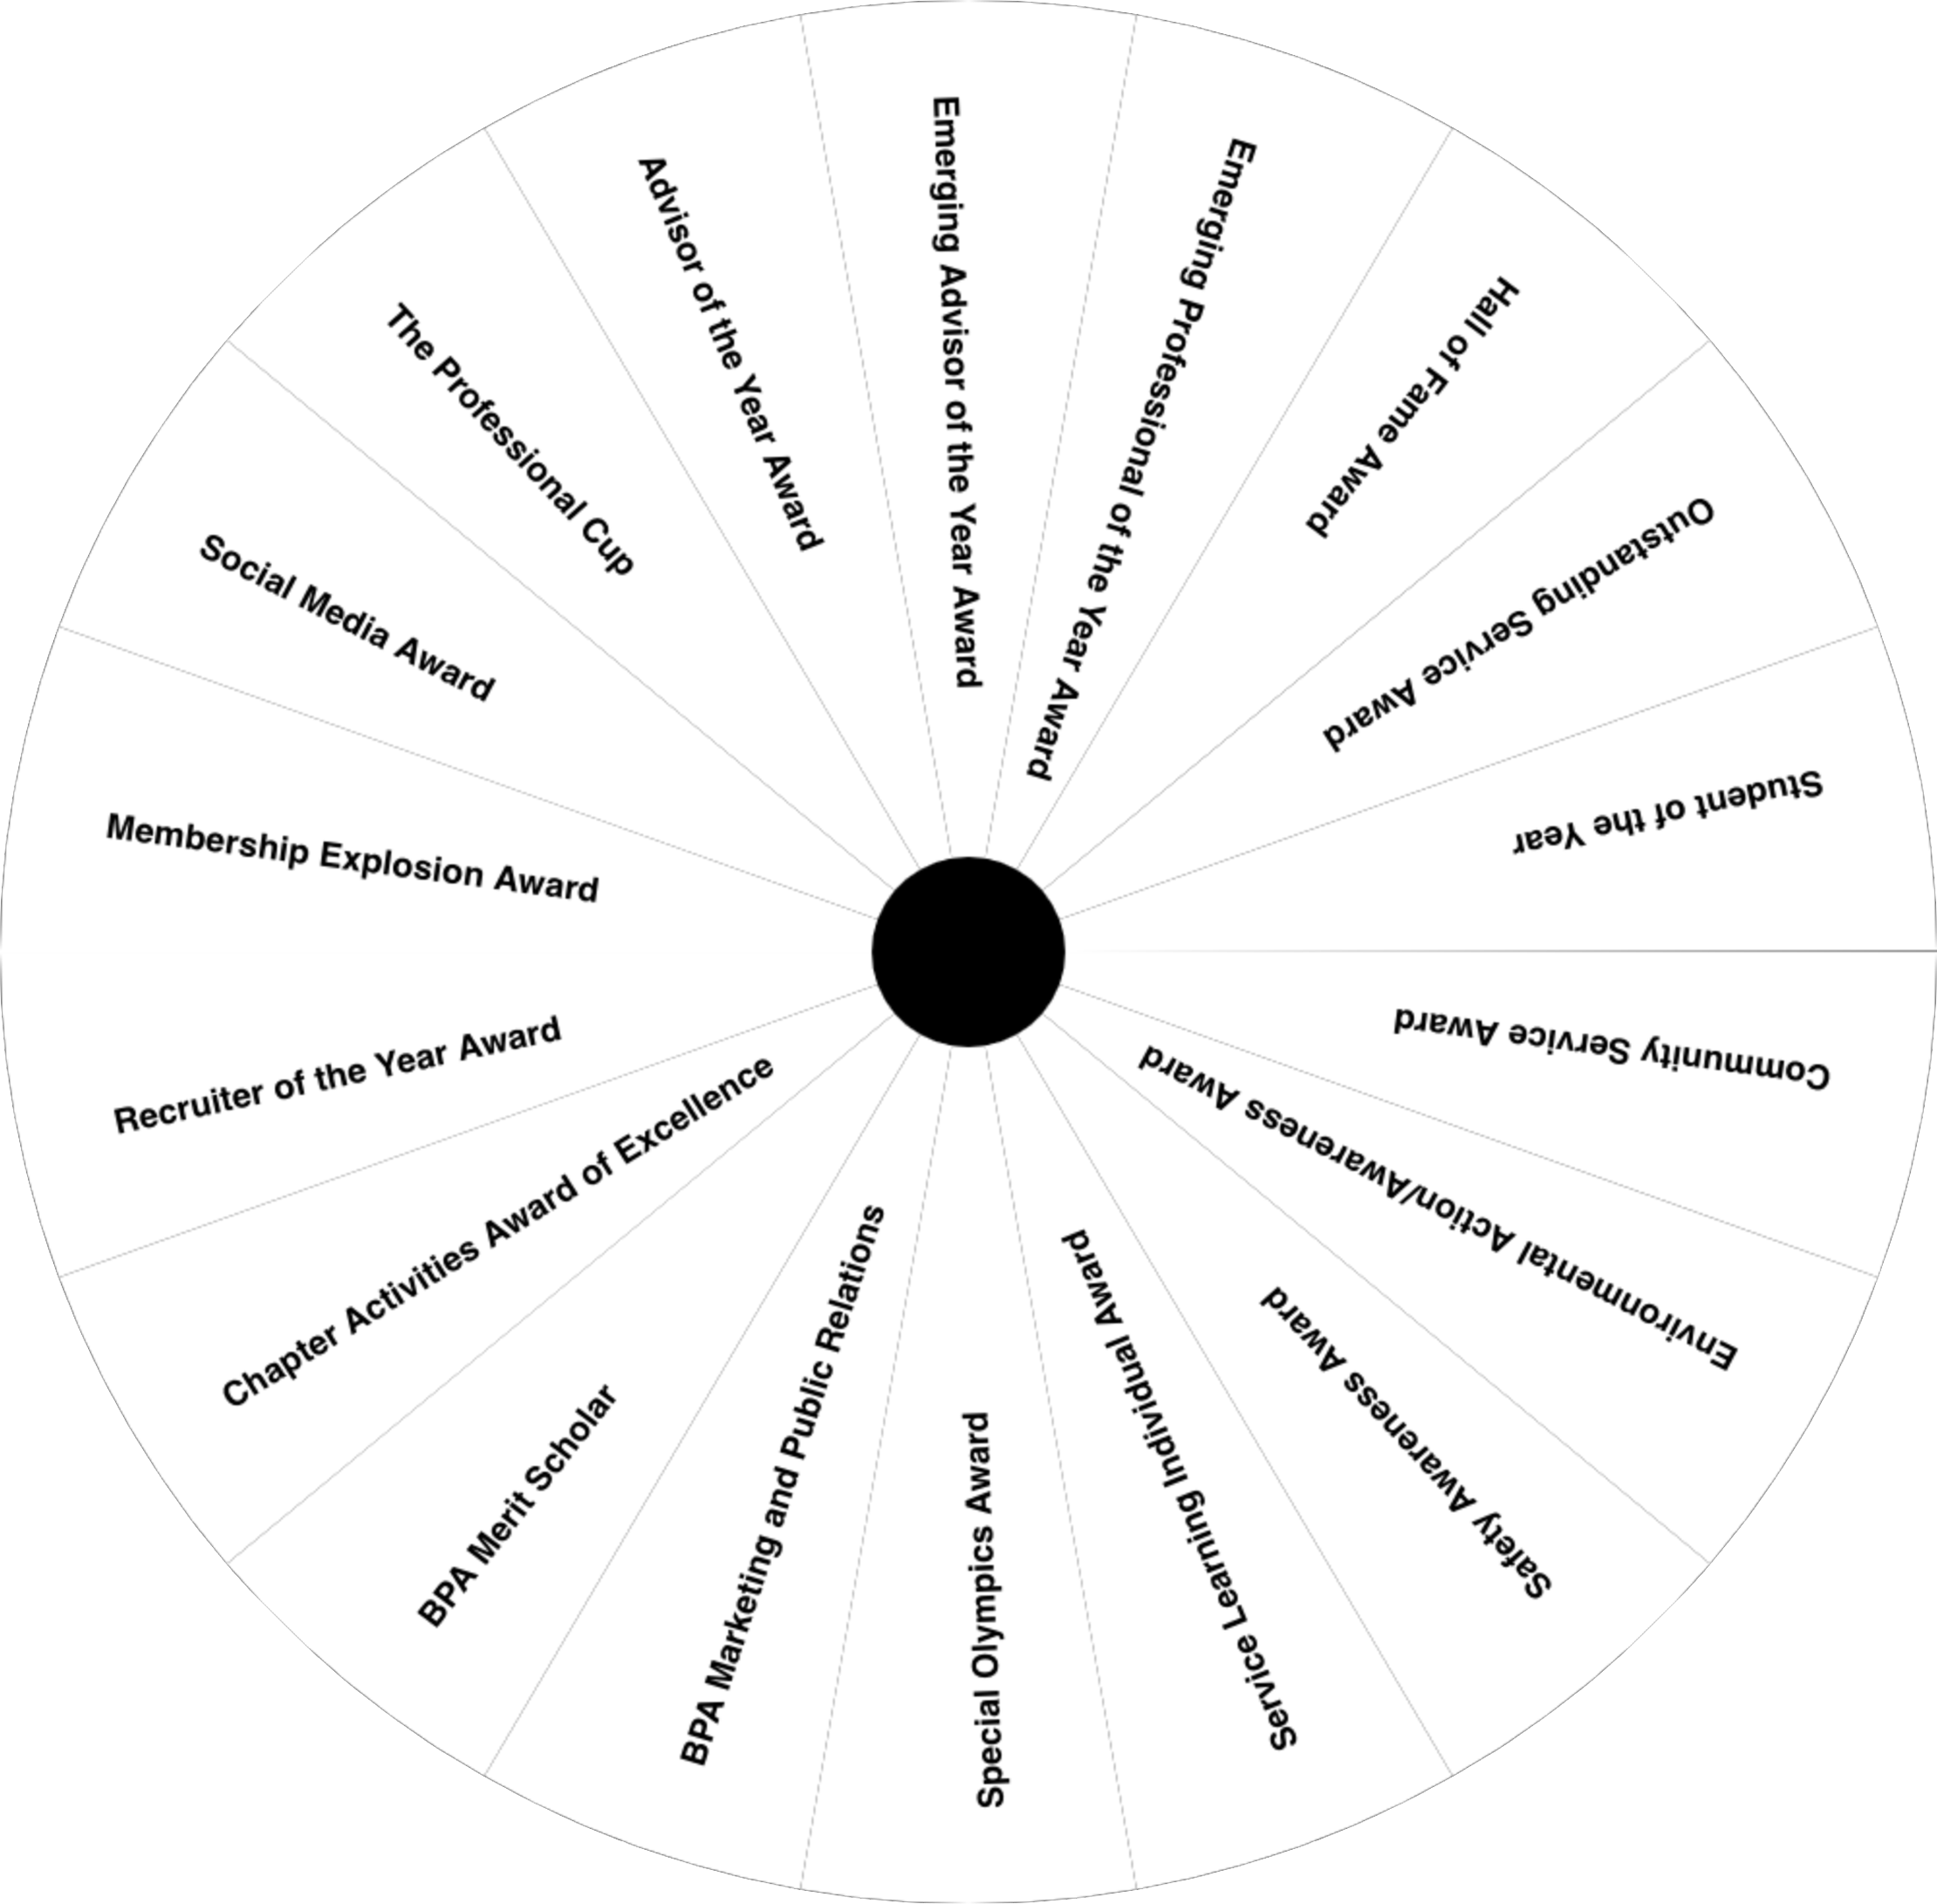 Emerging Advisor of the Year Award
Emerging Professional of the Year Award
Hall of Fame Award
Outstanding Service Award
Student of the Year
Community Service Award
Environmental Action/Awareness Award
Safety Awareness Award
Service Learning Individual Award
Special Olympics Award
BPA Marketing and Public Relations
BPA Merit Scholar
Chapter Activities Award of Excellence
Recruiter of the Year Award
Membership Explosion Award
Social Media Award
The Professional Cup
Advisor of the Year Award